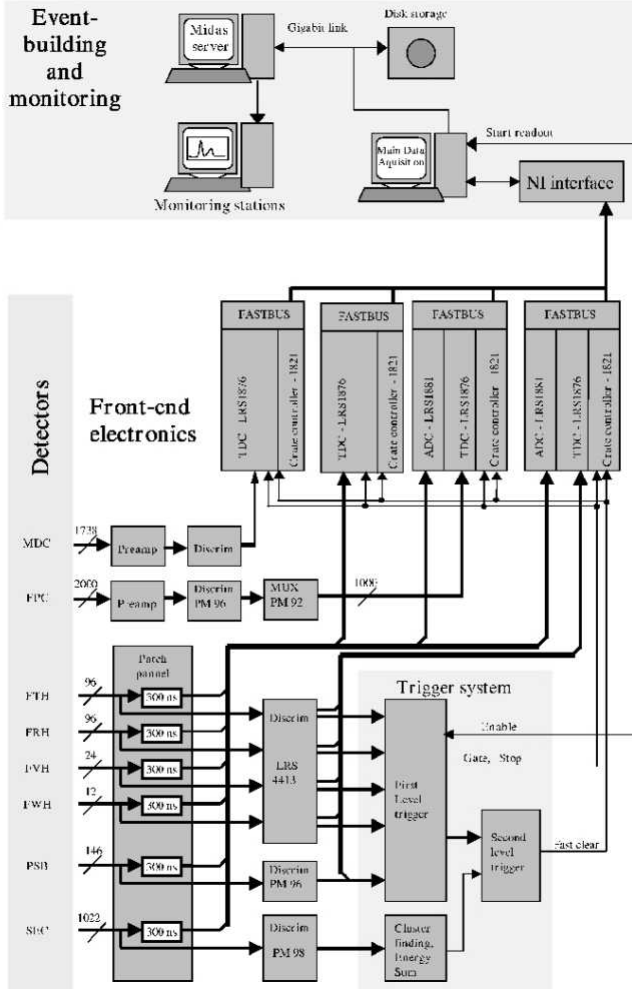 Event-
building
and
monitoring
Midas
server
Gigabit link
Disk storage
Main Data
Aquisition
Start readout
NI interface
Monitoring stations
Detectors
Front-end
electronics
FASTBUS
TDC - LRS1876
Crate controller - 1821
FASTBUS
TDC - LRS1876
Crate controller - 1821
FASTBUS
ADC - LRS1881
TDC - LRS1876
Crate controller - 1821
FASTBUS
ADC - LRS1881
TDC - LRS1876
Crate controller - 1821
MDC
1738
Preamp
Discrim
FPC
2000
Preamp
Discrim
PM 96
MUX
PM 92
1000
Patch
pannel
FTH
96
300 ns
FRH
96
300 ns
FVH
24
300 ns
FWH
12
300 ns
PSB
146
300 ns
SEC
1022
300 ns
Discrim
LRS
4413
Discrim
PM 96
Discrim
PM 98
Trigger system
First
Level
trigger
Enable
Gate, Stop
Second
level
trigger
Fast clear
Cluster
finding,
Energy
Sum